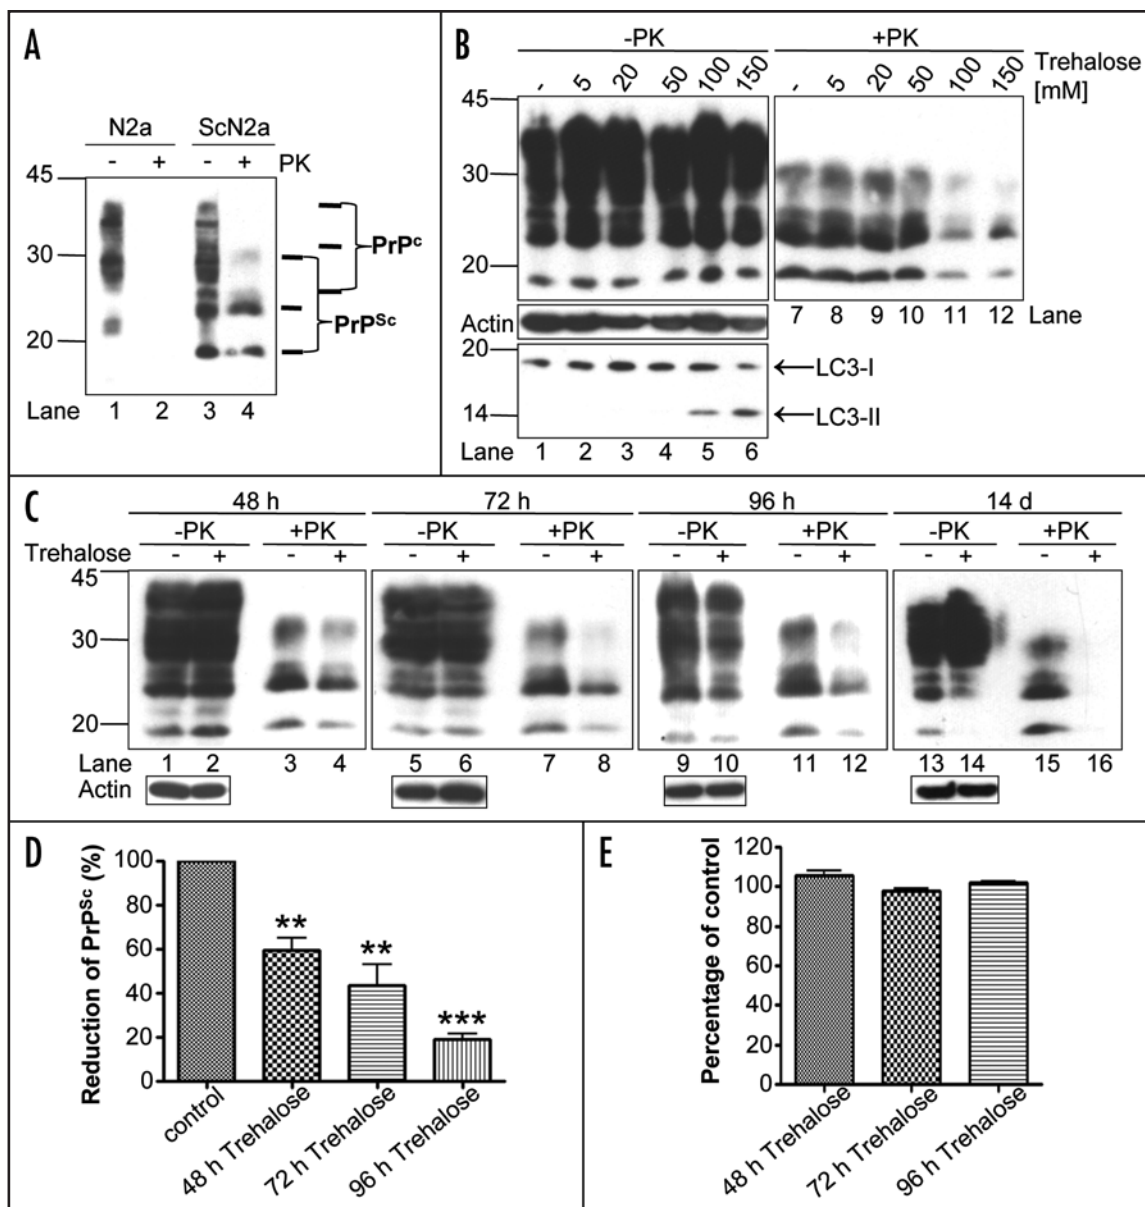 A
N2a ScN2a
- + - + PK
45
30
20
PrPc
PrPSc
Lane 1 2 3 4
B
-PK +PK
- 5 20 50 100 150 - 5 20 50 100 150 Trehalose
[mM]
45
30
20
7 8 9 10 11 12 Lane
Actin
20
LC3-I
14
LC3-II
Lane 1 2 3 4 5 6
C
48 h 72 h 96 h 14 d
-PK +PK -PK +PK -PK +PK -PK +PK
Trehalose - + - + - + - + - + - + - + - +
45
30
20
Lane 1 2 3 4 5 6 7 8 9 10 11 12 13 14 15 16
Actin
D
Reduction of PrPSc (%)
100
80
60
40
20
0
** ** ***
control
48 h Trehalose
72 h Trehalose
96 h Trehalose
E
Percentage of control
120
100
80
60
40
20
0
48 h Trehalose
72 h Trehalose
96 h Trehalose